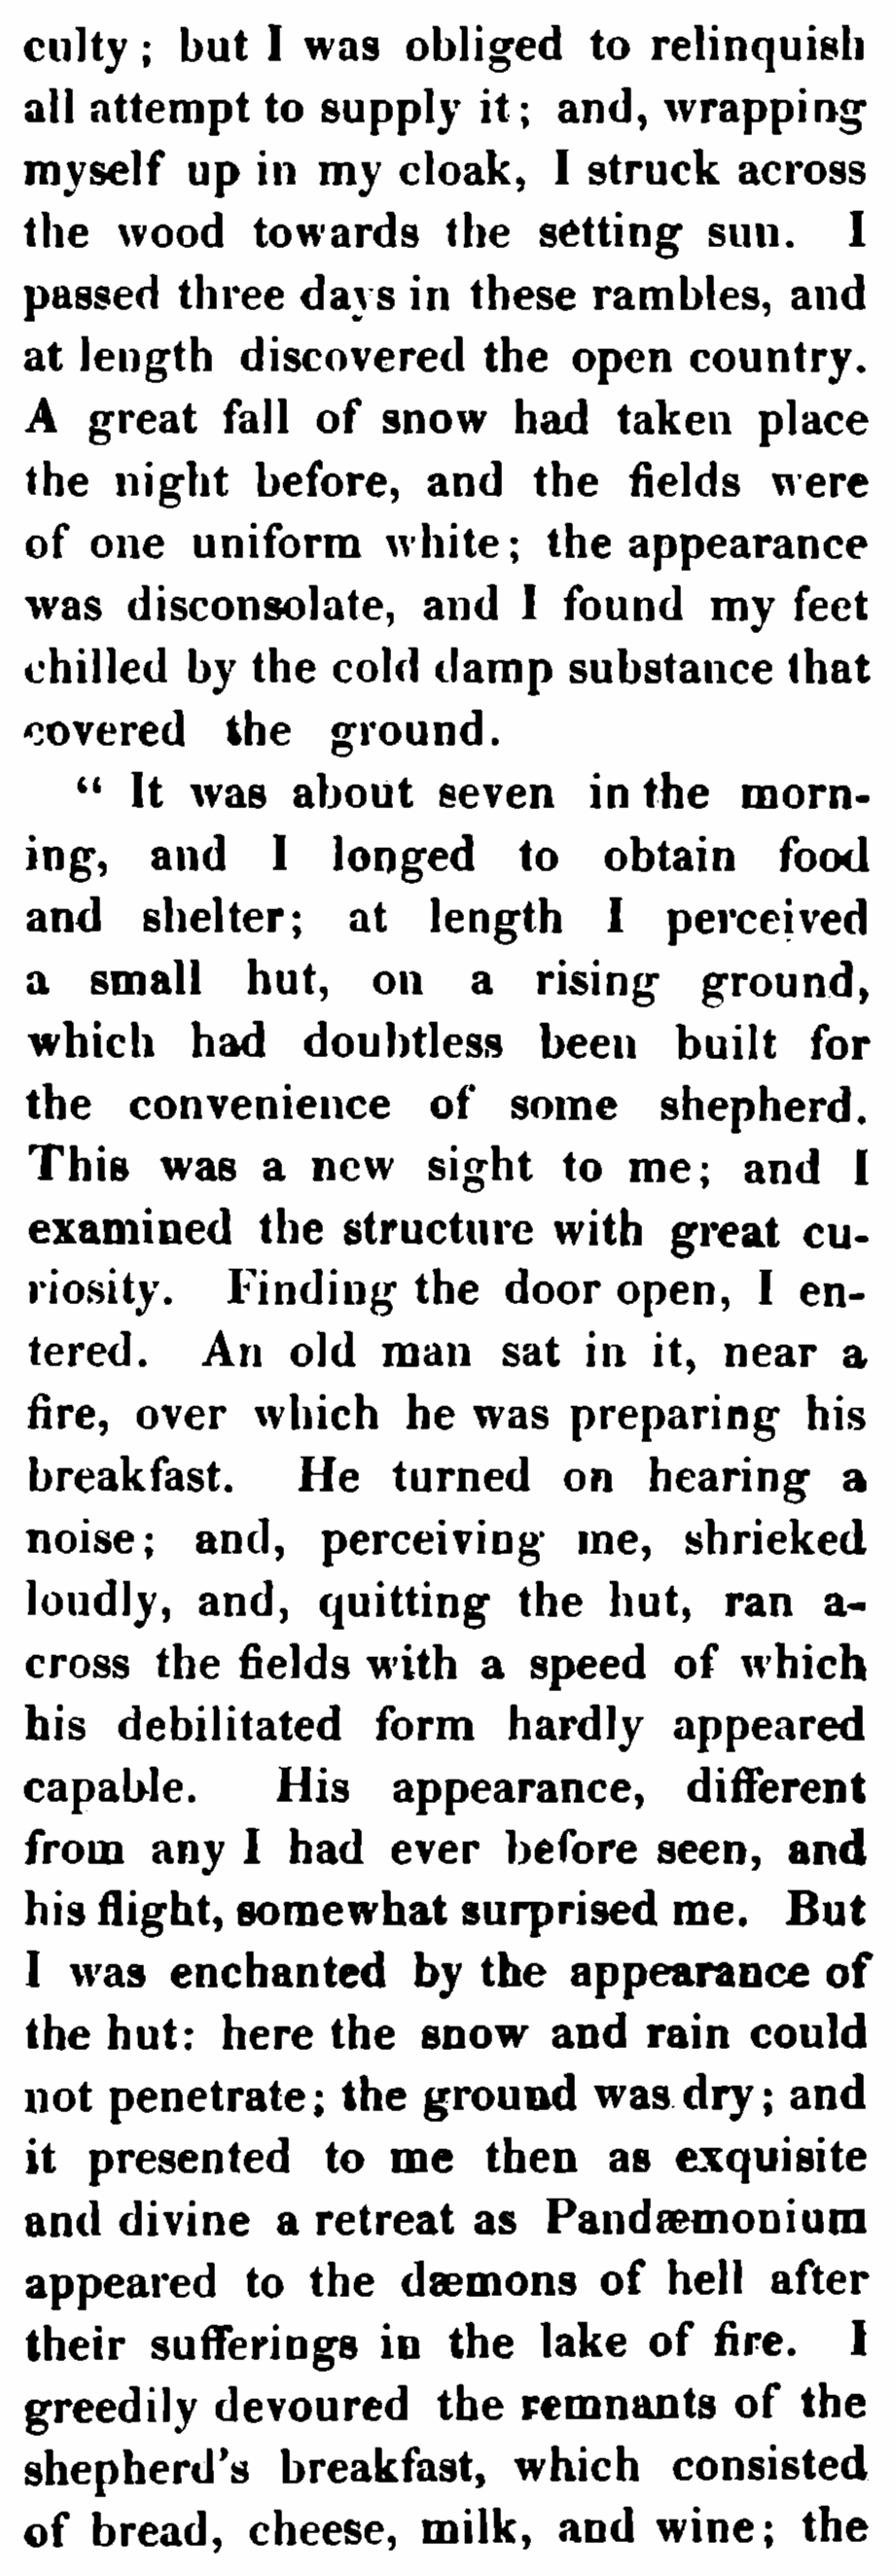 culty; but I was obliged to relinquish
all attempt to supply it; and, wrapping
myself up in my cloak, I struck across
the wood towards the setting sun. I
passed three days in these rambles, and
at length discovered the open country.
A great fall of snow had taken place
the night before, and the fields were
of one uniform white; the appearance
was disconsolate, and I found my feet
chilled by the cold damp substance that
covered the ground.
“ It was about seven in the morn-
ing, and I longed to obtain food
and shelter; at length I perceived
a small hut, on a rising ground,
which had doubtless been built for
the convenience of some shepherd.
This was a new sight to me; and I
examined the structure with great cu-
riosity. Finding the door open, I en-
tered. An old man sat in it, near a
fire, over which he was preparing his
breakfast. He turned on hearing a
noise; and, perceiving me, shrieked
loudly, and, quitting the hut, ran a-
cross the fields with a speed of which
his debilitated form hardly appeared
capable. His appearance, different
from any I had ever before seen, and
his flight, somewhat surprised me. But
I was enchanted by the appearance of
the hut: here the snow and rain could
not penetrate; the ground was dry; and
it presented to me then as exquisite
and divine a retreat as Pandæmonium
appeared to the dæmons of hell after
their sufferings in the lake of fire. I
greedily devoured the remnants of the
shepherd's breakfast, which consisted
of bread, cheese, milk, and wine; the